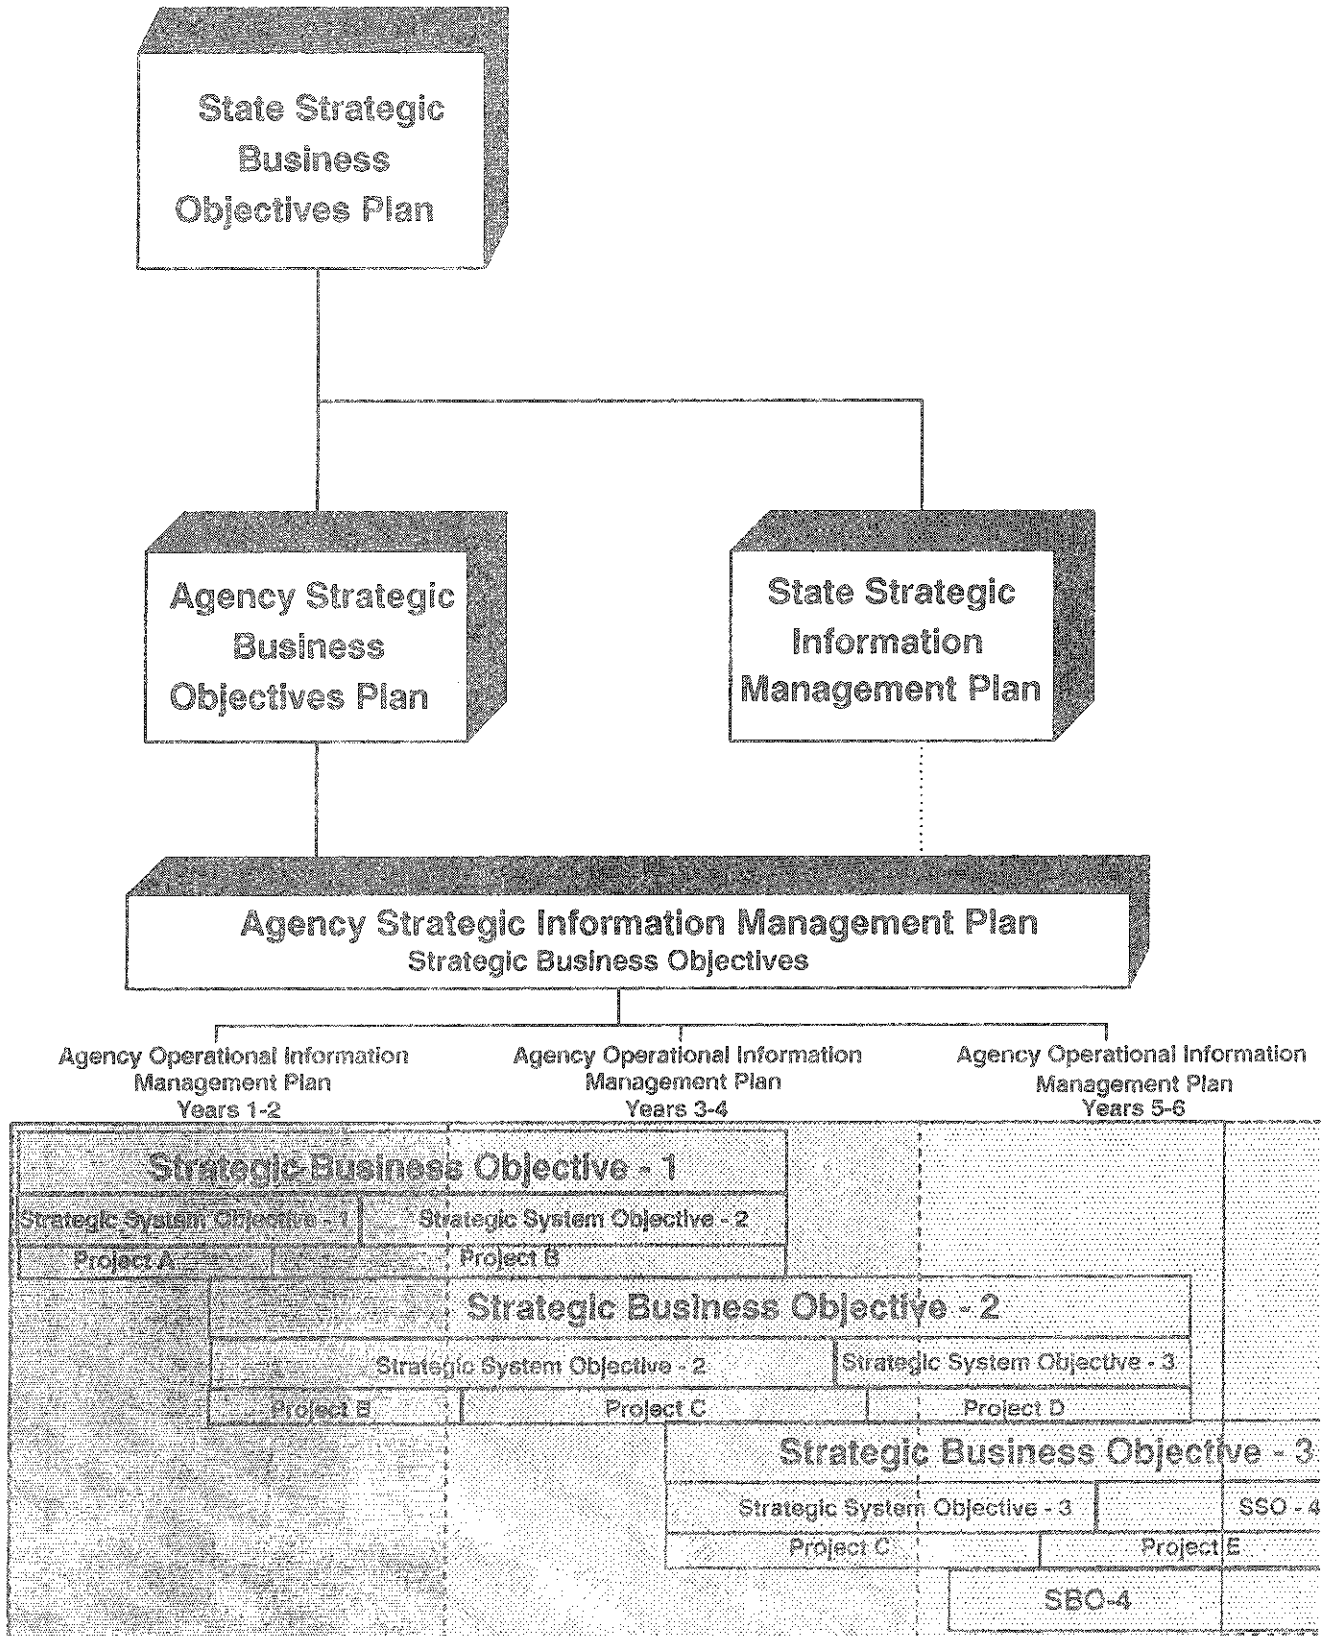 State Strategic
Business
Objectives Plan
Agency Strategic
Business
Objectives Plan
State Strategic
Information
Management Plan
Agency Strategic Information Management Plan
Strategic Business Objectives
Agency Operational Information
Management Plan
Years 1-2
Agency Operational Information
Management Plan
Years 3-4
Agency Operational Information
Management Plan
Years 5-6
Strategic Business Objective - 1
Strategic System Objective - 1
Strategic System Objective - 2
Project A
Project B
Strategic Business Objective - 2
Strategic System Objective - 2
Strategic System Objective - 3
Project B
Project C
Project D
Strategic Business Objective - 3
Strategic System Objective - 3
SSO - 4
Project C
Project E
SBO-4